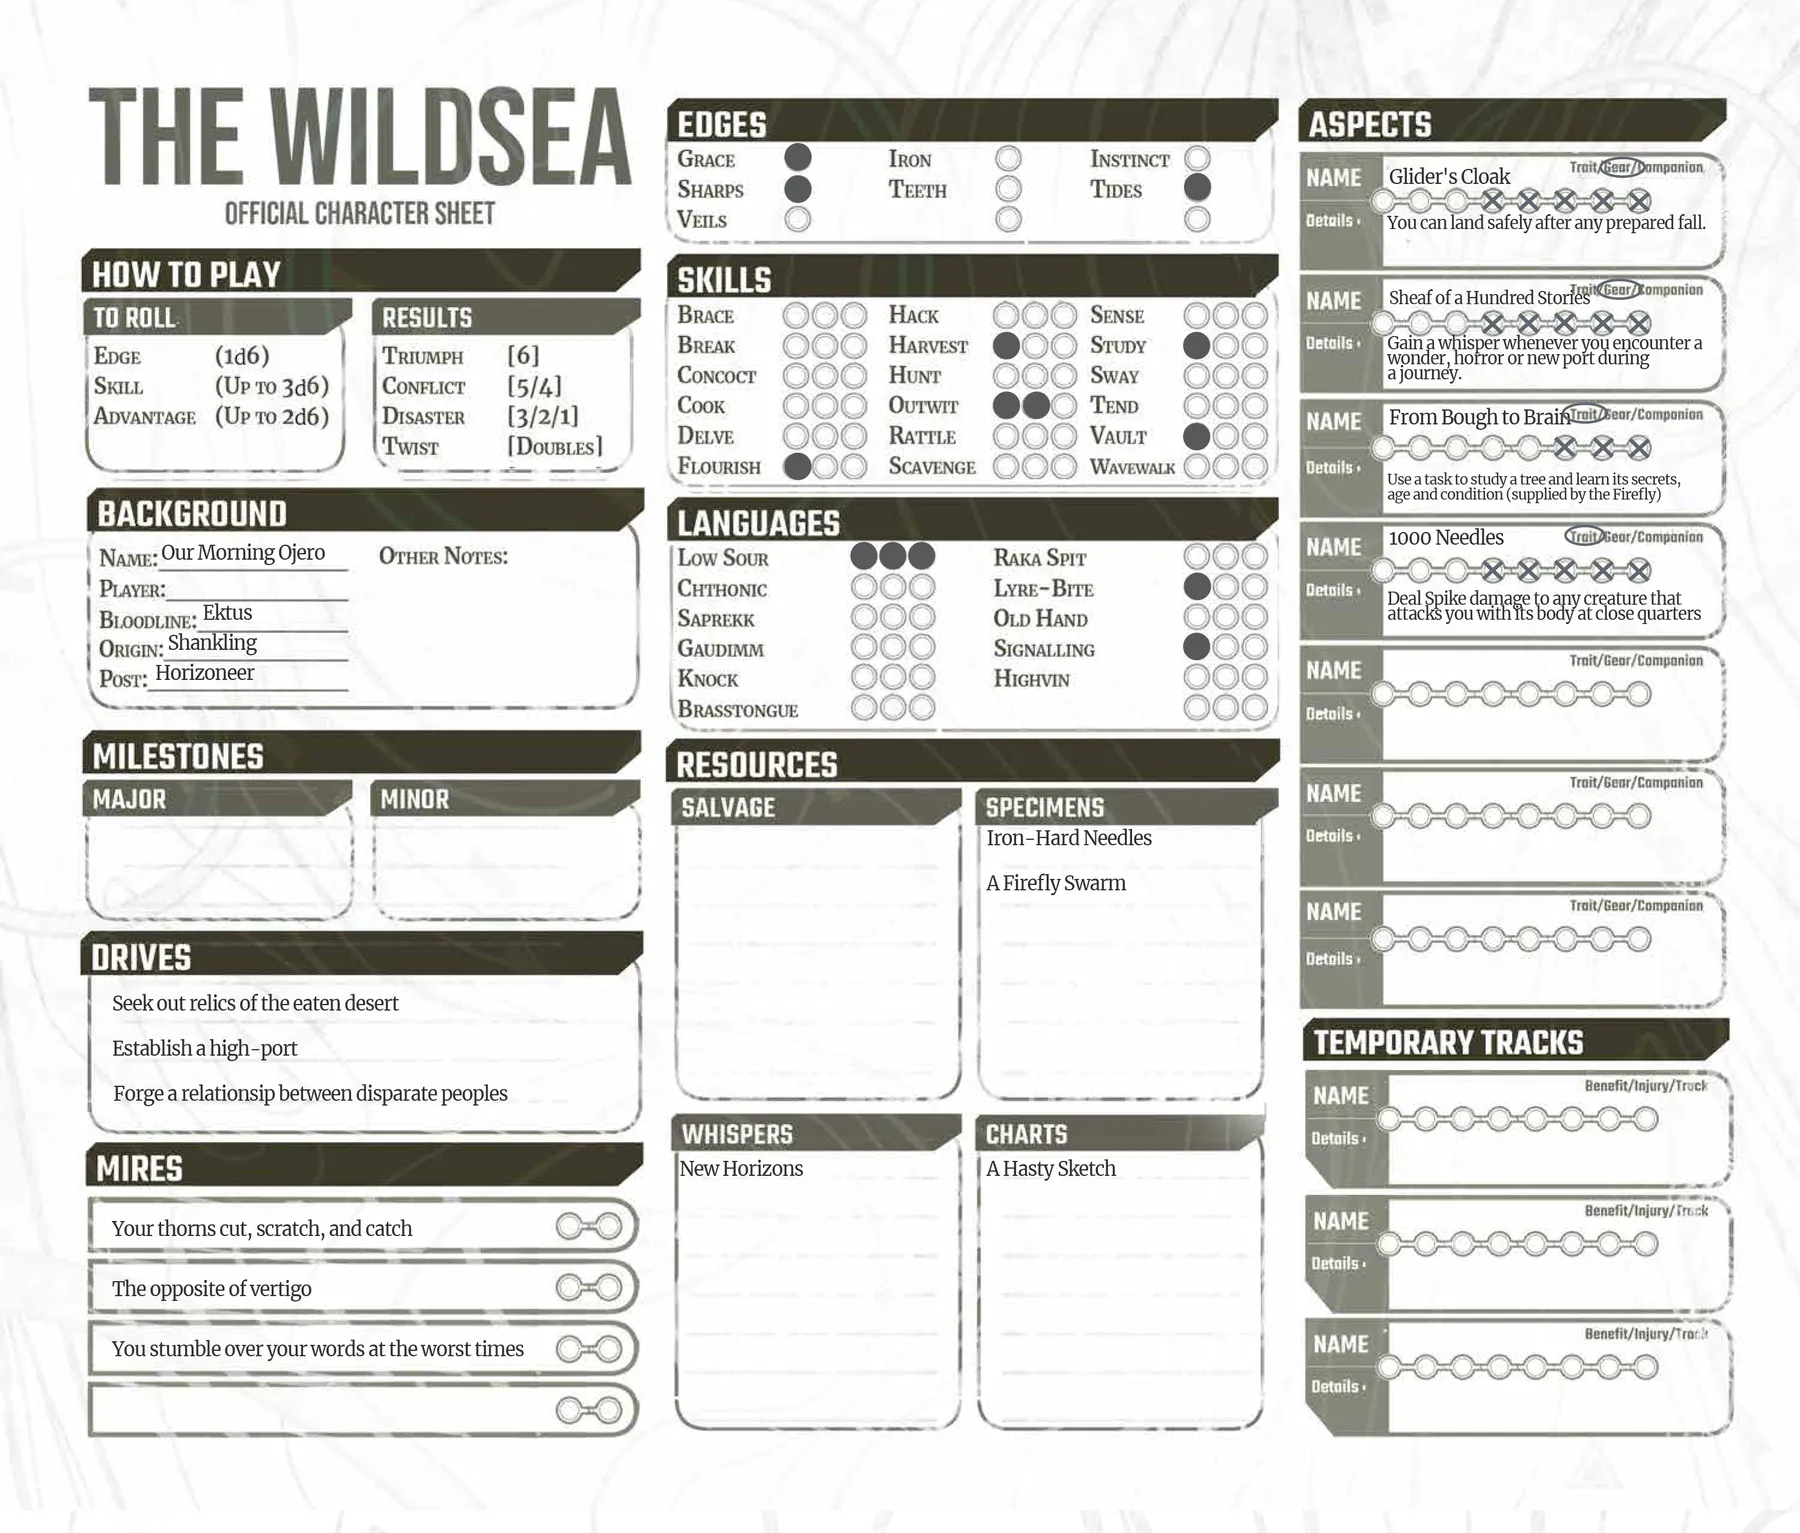 THE WILDSEA
OFFICIAL CHARACTER SHEET
HOW TO PLAY
TO ROLL
EDGE (1d6)
SKILL (UP TO 3d6)
ADVANTAGE (UP TO 2d6)
RESULTS
TRIUMPH [6]
CONFLICT [5/4]
DISASTER [3/2/1]
TWIST [DOUBLES]
BACKGROUND
NAME: Our Morning Ojero
PLAYER:
BLOODLINE: Ektus
ORIGIN: Shankling
POST: Horizoneer
OTHER NOTES:
MILESTONES
MAJOR
MINOR
DRIVES
Seek out relics of the eaten desert
Establish a high-port
Forge a relationsip between disparate peoples
MIRES
Your thorns cut, scratch, and catch
The opposite of vertigo
You stumble over your words at the worst times
EDGES
GRACE IRON INSTINCT
SHARPS TEETH TIDES
VEILS
SKILLS
BRACE HACK SENSE
BREAK HARVEST STUDY
CONCOCT HUNT SWAY
COOK OUTWIT TEND
DELVE RATTLE VAULT
FLOURISH SCAVENGE WAVEWALK
LANGUAGES
LOW SOUR RAKA SPIT
CHTHONIC LYRE-BITE
SAPREKK OLD HAND
GAUDIMM SIGNALLING
KNOCK HIGHVIN
BRASSTONGUE
RESOURCES
SALVAGE
SPECIMENS
Iron-Hard Needles
A Firefly Swarm
WHISPERS
New Horizons
CHARTS
A Hasty Sketch
ASPECTS
NAME Glider's Cloak Trait/Gear/Companion
Details You can land safely after any prepared fall.
NAME Sheaf of a Hundred Stories Trait/Gear/Companion
Details Gain a whisper whenever you encounter a
wonder, horror or new port during
a journey.
NAME From Bough to Brain Trait/Gear/Companion
Details Use a task to study a tree and learn its secrets,
age and condition (supplied by the Firefly)
NAME 1000 Needles Trait/Gear/Companion
Details Deal Spike damage to any creature that
attacks you with its body at close quarters
NAME Trait/Gear/Companion
Details
NAME Trait/Gear/Companion
Details
NAME Trait/Gear/Companion
Details
TEMPORARY TRACKS
NAME Benefit/Injury/Track
Details
NAME Benefit/Injury/Track
Details
NAME Benefit/Injury/Track
Details